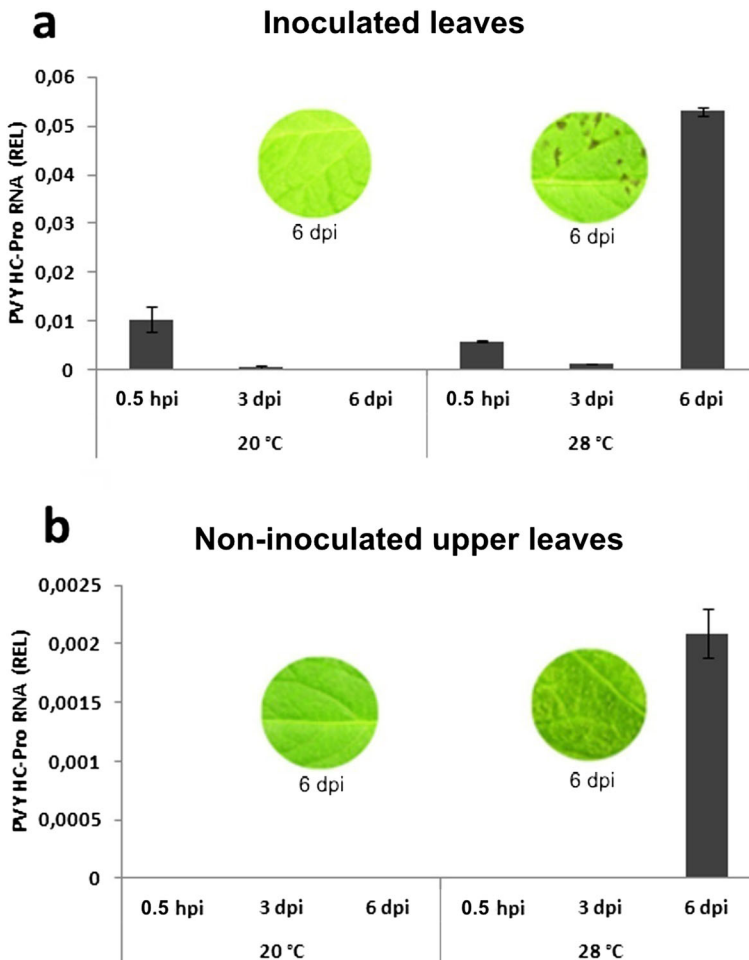 a
Inoculated leaves
PVY HC-Pro RNA (REL)
0,06
0,05
0,04
0,03
0,02
0,01
0
6 dpi
6 dpi
0.5 hpi 3 dpi 6 dpi 0.5 hpi 3 dpi 6 dpi
20 °C 28 °C
b
Non-inoculated upper leaves
PVY HC-Pro RNA (REL)
0,0025
0,002
0,0015
0,001
0,0005
0
6 dpi
6 dpi
0.5 hpi 3 dpi 6 dpi 0.5 hpi 3 dpi 6 dpi
20 °C 28 °C